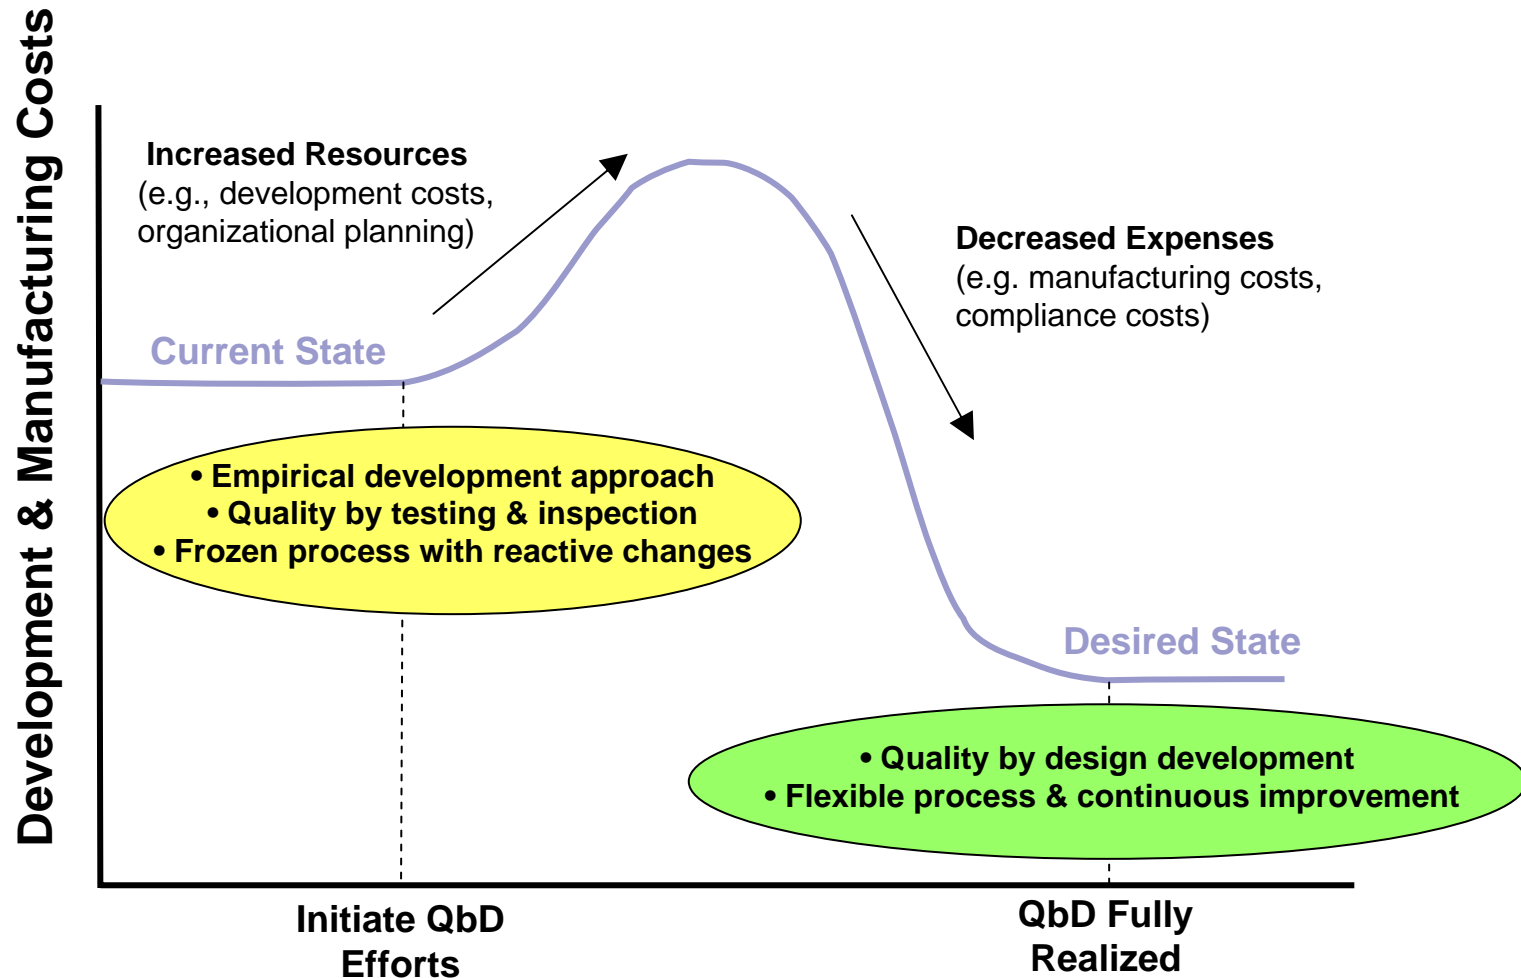 Development & Manufacturing Costs
Increased Resources
(e.g., development costs,
organizational planning)
Decreased Expenses
(e.g. manufacturing costs,
compliance costs)
Current State
• Empirical development approach
• Quality by testing & inspection
• Frozen process with reactive changes
Desired State
• Quality by design development
• Flexible process & continuous improvement
Initiate QbD
Efforts
QbD Fully
Realized